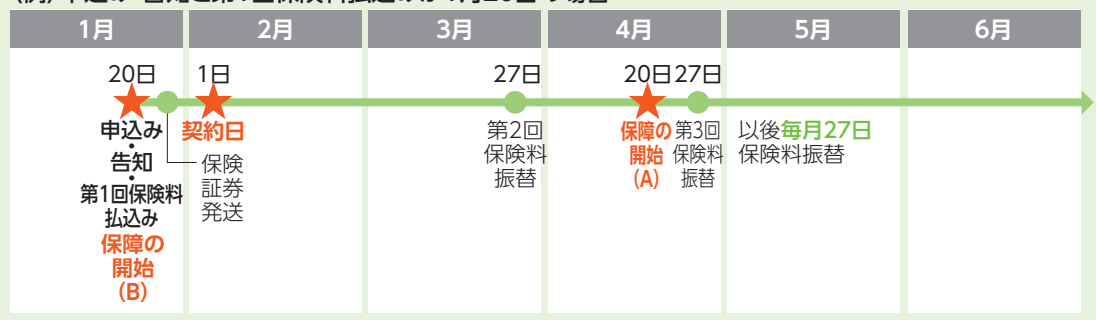 1月 2月 3月 4月 5月 6月
20日 1日 27日 20日 27日
申込み
・
告知
・
第1回保険料
払込み
保障の
開始
(B)
保険
証券
発送
契約日
第2回
保険料
振替
保障の
開始
(A)
第3回
保険料
振替
以後毎月27日
保険料振替